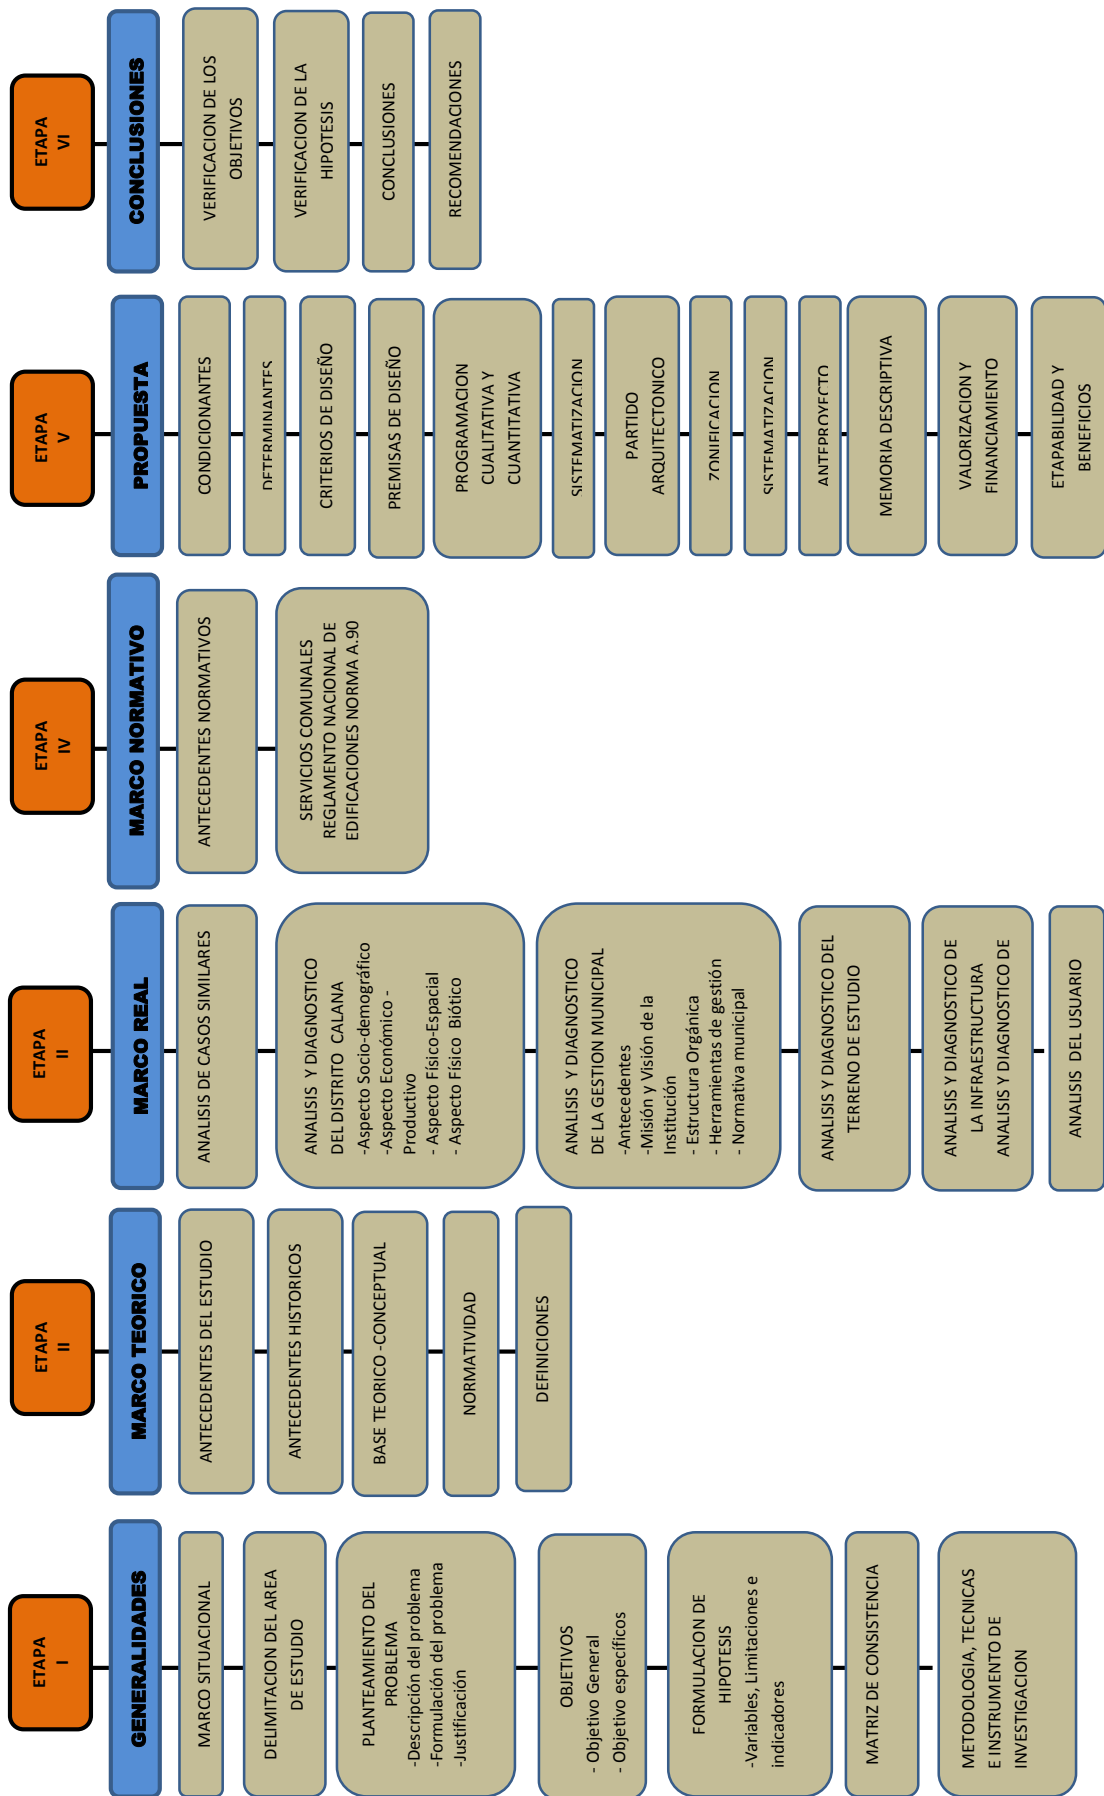 ETAPA
I
GENERALIDADES
MARCO SITUACIONAL
DELIMITACION DEL AREA
DE ESTUDIO
PLANTEAMIENTO DEL
PROBLEMA
-Descripción del problema
-Formulación del problema
-Justificación
OBJETIVOS
- Objetivo General
- Objetivo específicos
FORMULACION DE
HIPOTESIS
-Variables, Limitaciones e
indicadores
MATRIZ DE CONSISTENCIA
METODOLOGIA, TECNICAS
E INSTRUMENTO DE
INVESTIGACION
ETAPA
II
MARCO TEORICO
ANTECEDENTES DEL ESTUDIO
ANTECEDENTES HISTORICOS
BASE TEORICO -CONCEPTUAL
NORMATIVIDAD
DEFINICIONES
ETAPA
II
MARCO REAL
ANALISIS DE CASOS SIMILARES
ANALISIS Y DIAGNOSTICO
DEL DISTRITO CALANA
-Aspecto Socio-demográfico
-Aspecto Económico -
Productivo
- Aspecto Físico-Espacial
- Aspecto Físico Biótico
ANALISIS Y DIAGNOSTICO
DE LA GESTION MUNICIPAL
-Antecedentes
-Misión y Visión de la
Institución
- Estructura Orgánica
- Herramientas de gestión
- Normativa municipal
ANALISIS Y DIAGNOSTICO DEL
TERRENO DE ESTUDIO
ANALISIS Y DIAGNOSTICO DE
LA INFRAESTRUCTURA
ANALISIS Y DIAGNOSTICO DE
ANALISIS DEL USUARIO
ETAPA
IV
MARCO NORMATIVO
ANTECEDENTES NORMATIVOS
SERVICIOS COMUNALES
REGLAMENTO NACIONAL DE
EDIFICACIONES NORMA A.90
ETAPA
V
PROPUESTA
CONDICIONANTES
DETERMINANTES
CRITERIOS DE DISEÑO
PREMISAS DE DISEÑO
PROGRAMACION
CUALITATIVA Y
CUANTITATIVA
SISTEMATIZACION
PARTIDO
ARQUITECTONICO
ZONIFICACION
SISTEMATIZACION
ANTEPROYECTO
MEMORIA DESCRIPTIVA
VALORIZACION Y
FINANCIAMIENTO
ETAPABILIDAD Y
BENEFICIOS
ETAPA
VI
CONCLUSIONES
VERIFICACION DE LOS
OBJETIVOS
VERIFICACION DE LA
HIPOTESIS
CONCLUSIONES
RECOMENDACIONES